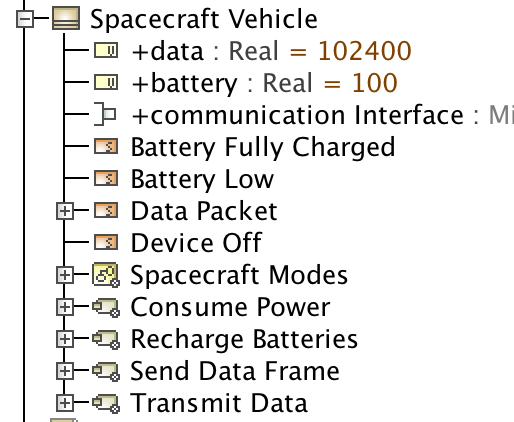 Spacecraft Vehicle
+data : Real = 102400
+battery : Real = 100
+communication Interface : Mi
Battery Fully Charged
Battery Low
Data Packet
Device Off
Spacecraft Modes
Consume Power
Recharge Batteries
Send Data Frame
Transmit Data